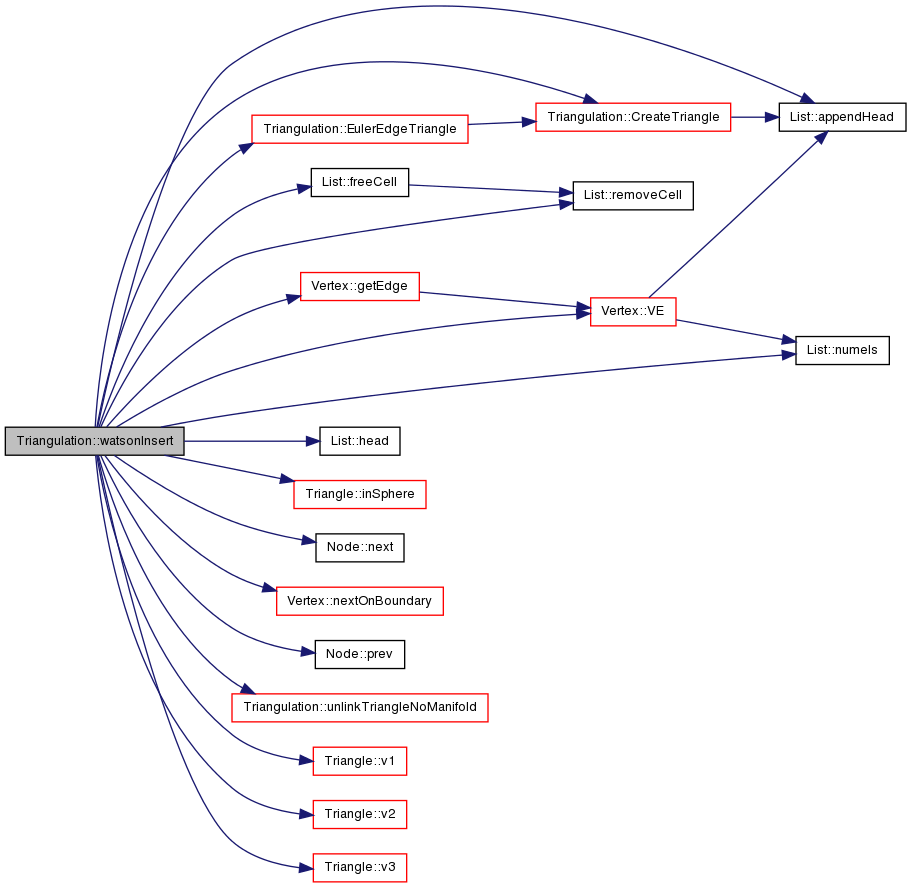 Triangulation::watsonInsert
Triangulation::EulerEdgeTriangle
Triangulation::CreateTriangle
List::appendHead
List::freeCell
List::removeCell
Vertex::getEdge
Vertex::VE
List::numels
List::head
Triangle::inSphere
Node::next
Vertex::nextOnBoundary
Node::prev
Triangulation::unlinkTriangleNoManifold
Triangle::v1
Triangle::v2
Triangle::v3